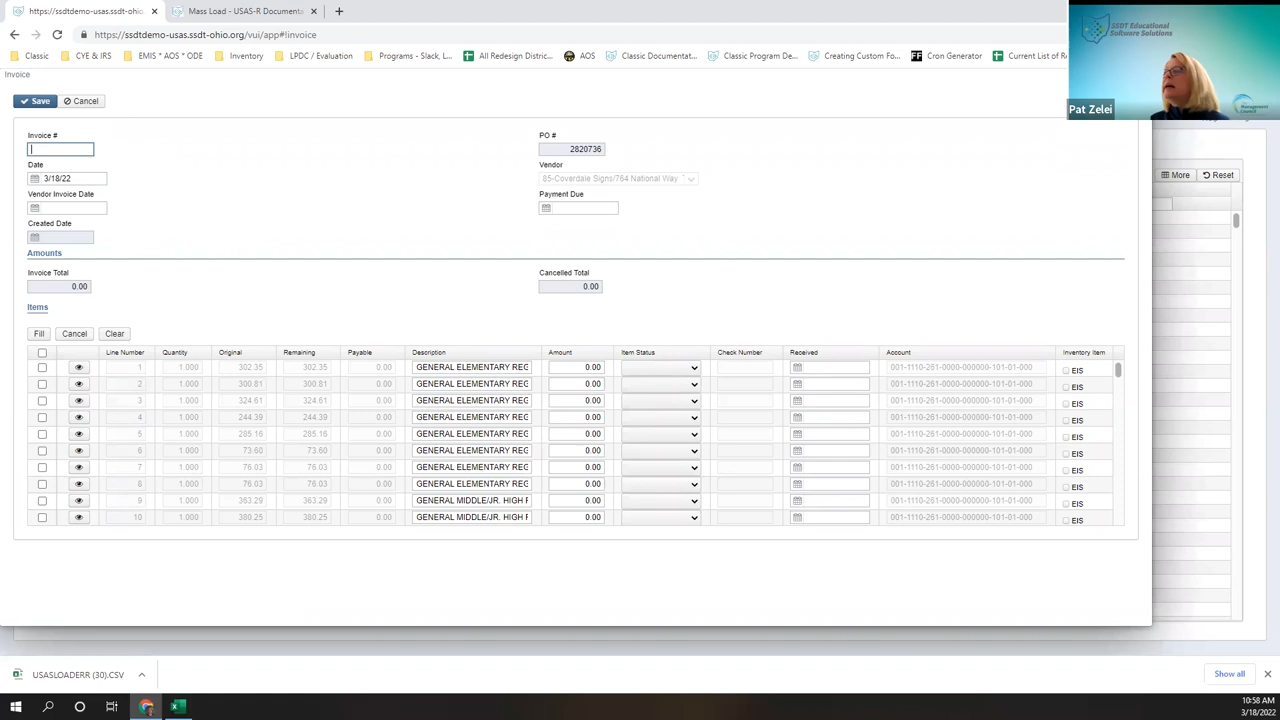 https://ssdtdemo-usas.ssdt-ohio.o
Mass Load - USAS-R Documenta
https://ssdtdemo-usas.ssdt-ohio.org/vui/app#!invoice
Classic
CYE & IRS
EMIS * AOS * ODE
Inventory
LPDC / Evaluation
Programs - Slack, L...
All Redesign Distric...
AOS
Classic Documentat...
Classic Program De...
Creating Custom Fo...
Cron Generator
Current List of R
SSDT Educational
Software Solutions
Management
Council
Pat Zelei
Invoice
Save
Cancel
Invoice #
PO #
2820736
Date
Vendor
3/18/22
85-Coverdale Signs/764 National Way
Vendor Invoice Date
Payment Due
Created Date
More
Reset
Amounts
Invoice Total
Cancelled Total
0.00
0.00
Items
Fill
Cancel
Clear
Line Number Quantity Original Remaining Payable Description Amount Item Status Check Number Received Account Inventory Item
1 1.000 302.35 302.35 0.00 GENERAL ELEMENTARY REG 0.00 001-1110-261-0000-000000-101-01-000 EIS
2 1.000 300.81 300.81 0.00 GENERAL ELEMENTARY REG 0.00 001-1110-261-0000-000000-101-01-000 EIS
3 1.000 324.61 324.61 0.00 GENERAL ELEMENTARY REG 0.00 001-1110-261-0000-000000-101-01-000 EIS
4 1.000 244.39 244.39 0.00 GENERAL ELEMENTARY REG 0.00 001-1110-261-0000-000000-101-01-000 EIS
5 1.000 285.16 285.16 0.00 GENERAL ELEMENTARY REG 0.00 001-1110-261-0000-000000-101-01-000 EIS
6 1.000 73.60 73.60 0.00 GENERAL ELEMENTARY REG 0.00 001-1110-261-0000-000000-101-01-000 EIS
7 1.000 76.03 76.03 0.00 GENERAL ELEMENTARY REG 0.00 001-1110-261-0000-000000-101-01-000 EIS
8 1.000 76.03 76.03 0.00 GENERAL ELEMENTARY REG 0.00 001-1110-261-0000-000000-101-01-000 EIS
9 1.000 363.29 363.29 0.00 GENERAL MIDDLE/JR. HIGH F 0.00 001-1110-261-0000-000000-101-01-000 EIS
10 1.000 380.25 380.25 0.00 GENERAL MIDDLE/JR. HIGH F 0.00 001-1110-261-0000-000000-101-01-000 EIS
USASLOADERR (30).CSV
Show all
10:58 AM
3/18/2022